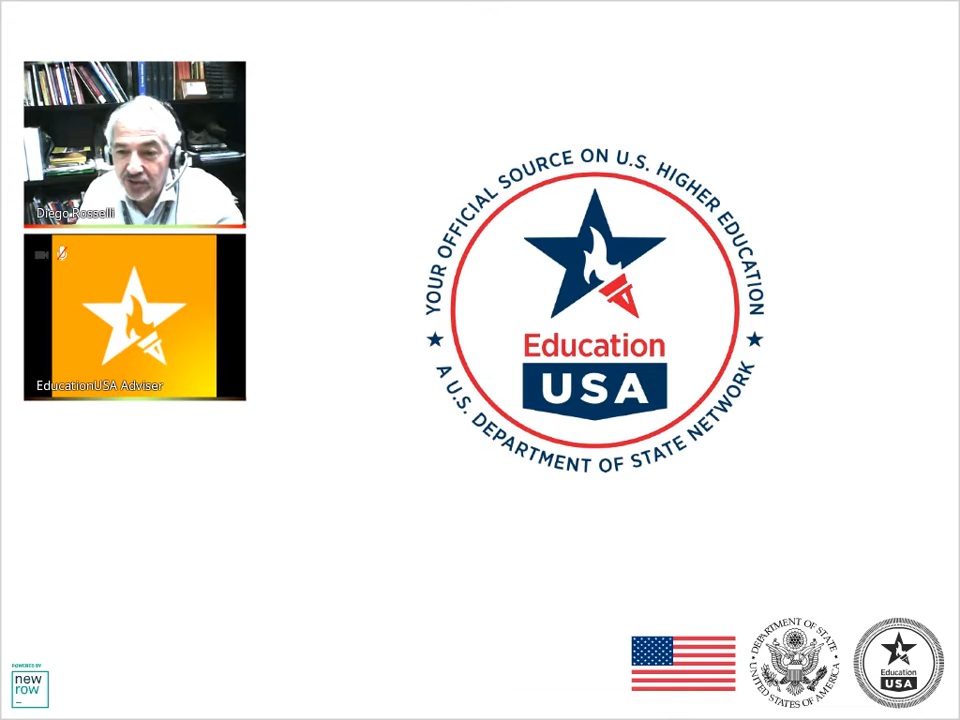 Diego Rosselli
EducationUSA Adviser
YOUR OFFICIAL SOURCE ON U.S. HIGHER EDUCATION
Education
USA
A U.S. DEPARTMENT OF STATE NETWORK
POWERED BY
new
row
DEPARTMENT OF STATE
UNITED STATES OF AMERICA
Education
USA